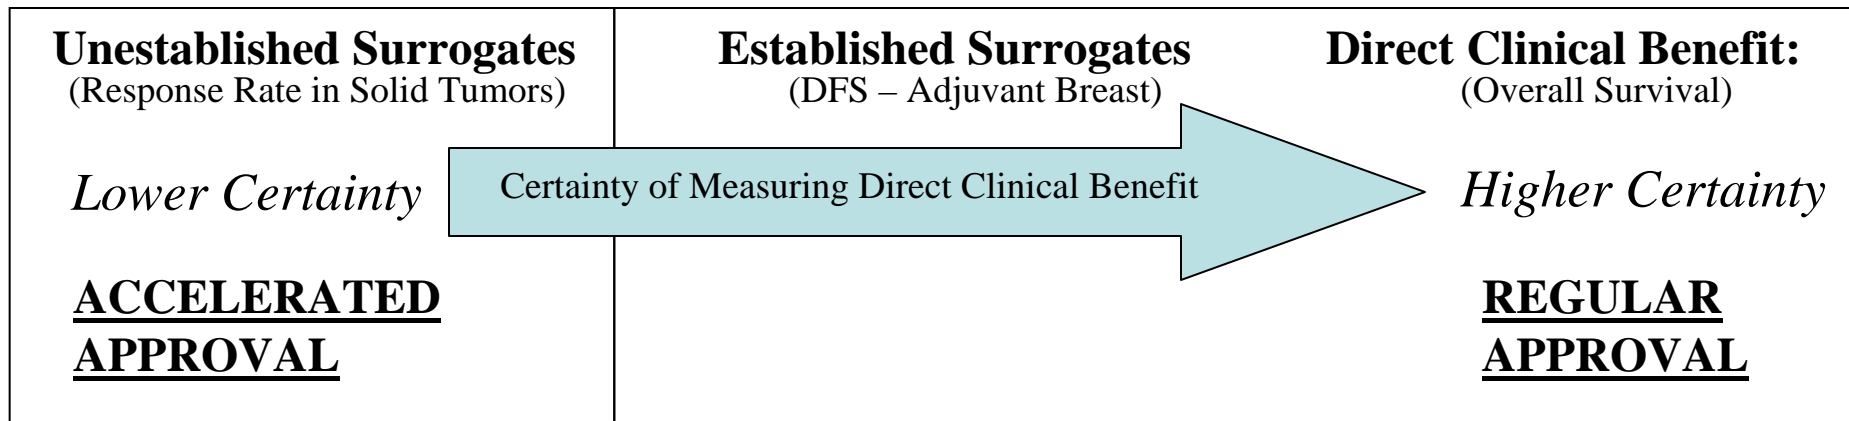 Unestablished Surrogates
(Response Rate in Solid Tumors)
Established Surrogates
(DFS – Adjuvant Breast)
Direct Clinical Benefit:
(Overall Survival)
Lower Certainty
Certainty of Measuring Direct Clinical Benefit
Higher Certainty
ACCELERATED
APPROVAL
REGULAR
APPROVAL